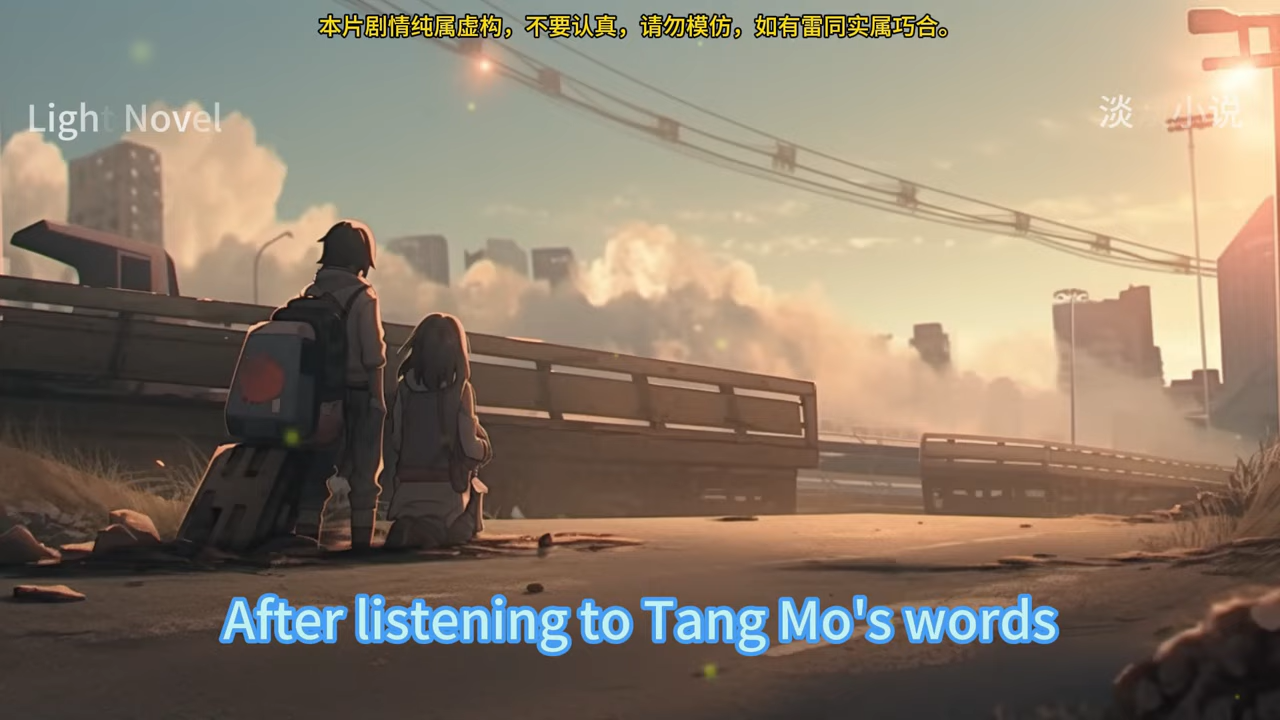 本片剧情纯属虚构，不要认真，请勿模仿，如有雷同实属巧合。
Light Novel
淡 小说
After listening to Tang Mo's words